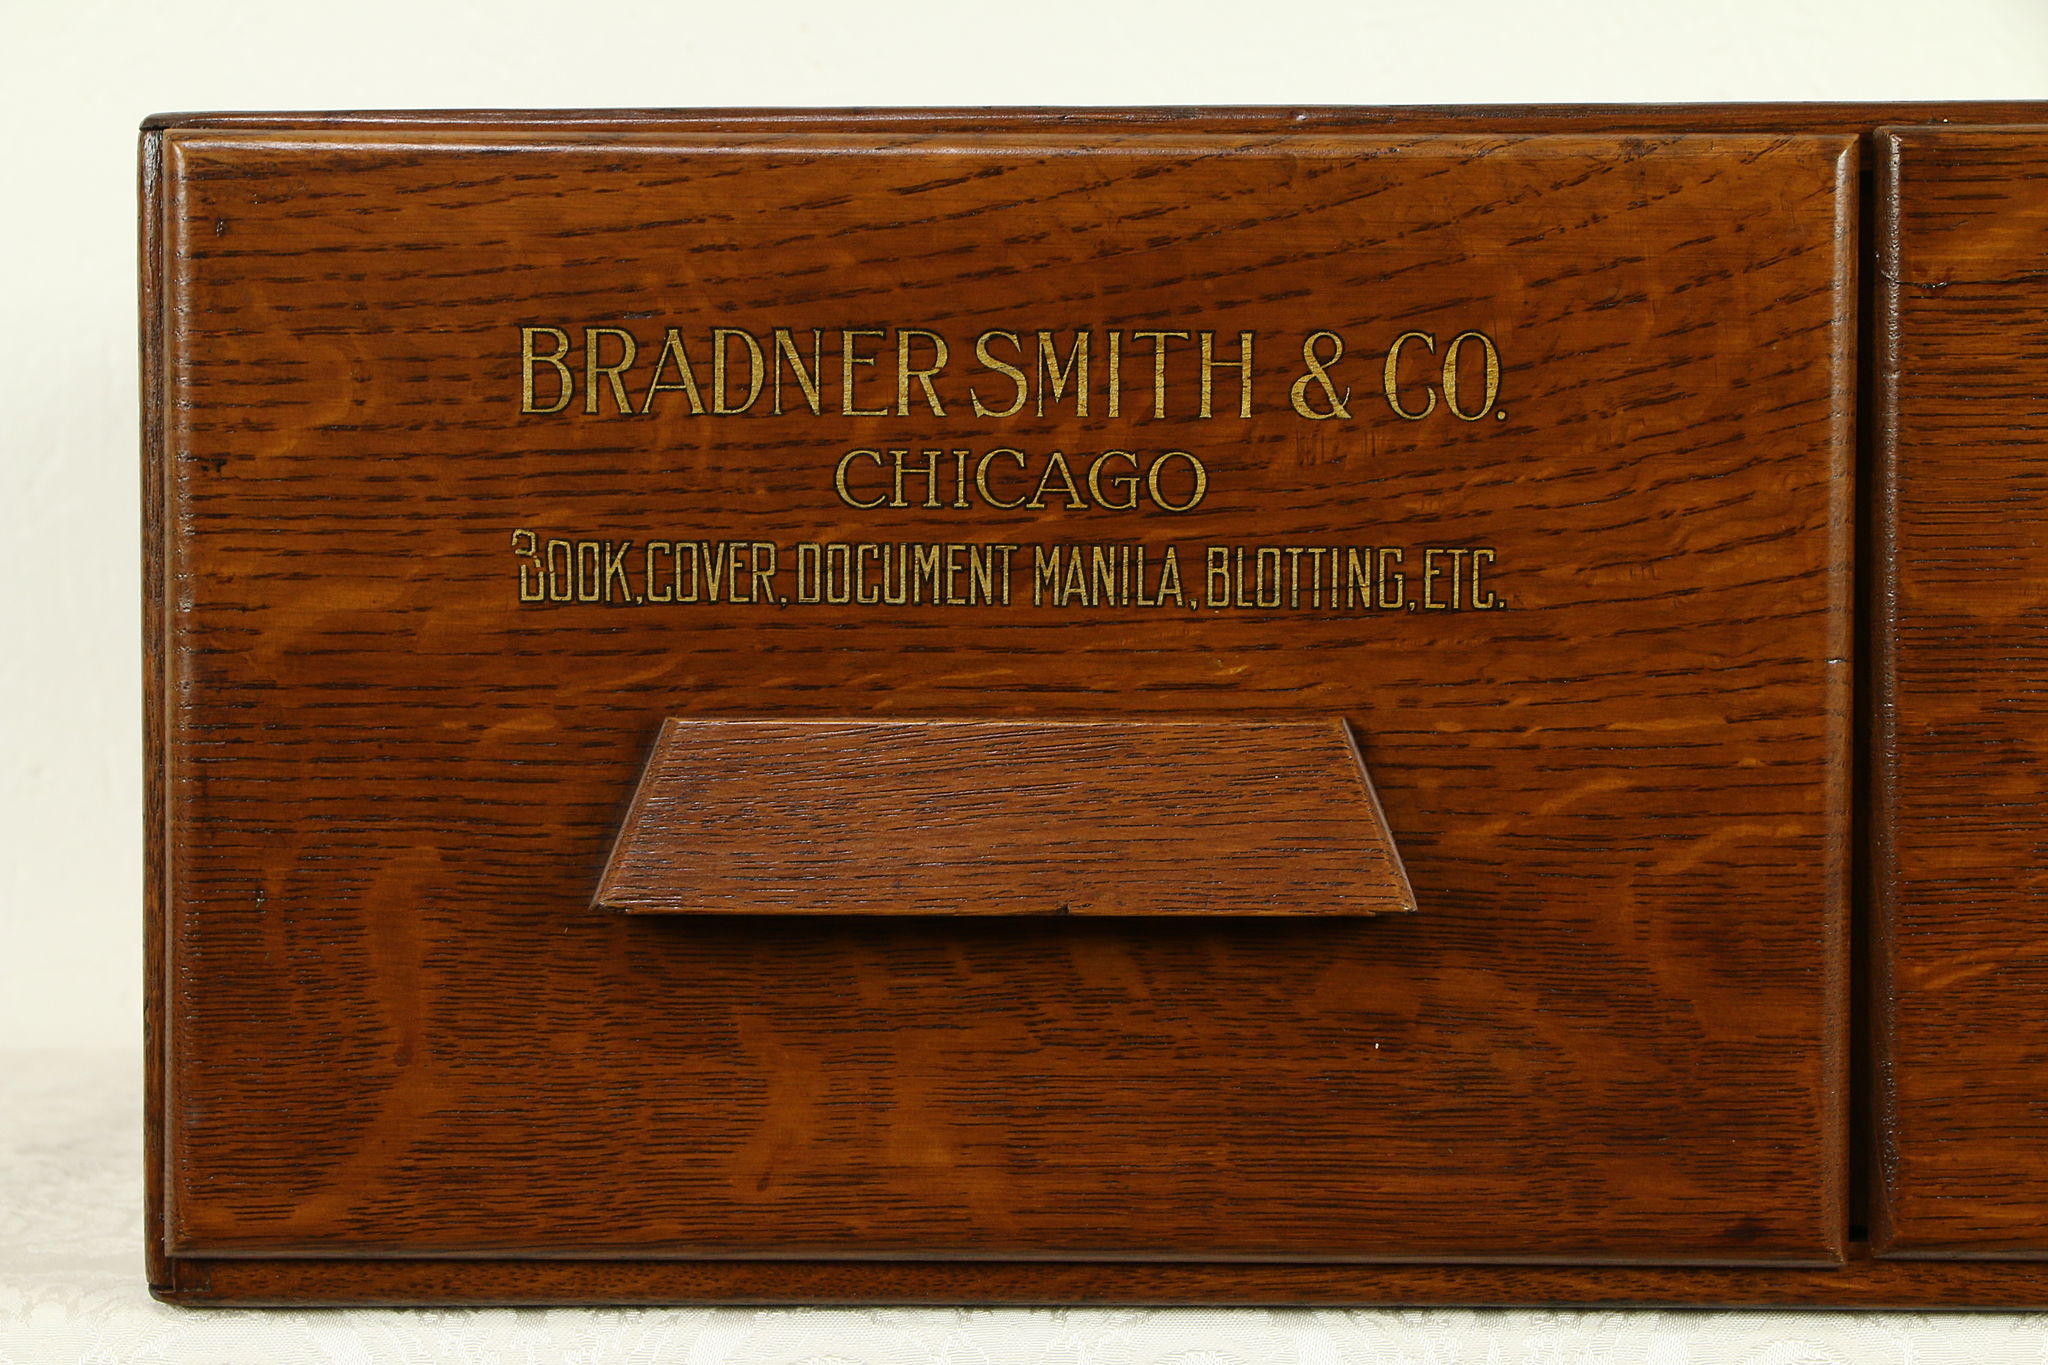 BRADNER SMITH & CO.
CHICAGO
BOOK, COVER, DOCUMENT MANILA, BLOTTING, ETC.